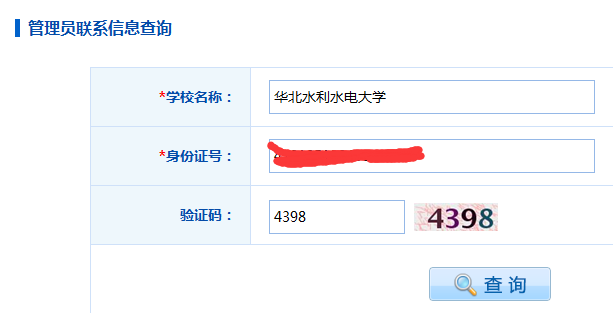 管理员联系信息查询
*学校名称： 华北水利水电大学
*身份证号：
验证码： 4398 4398
查 询